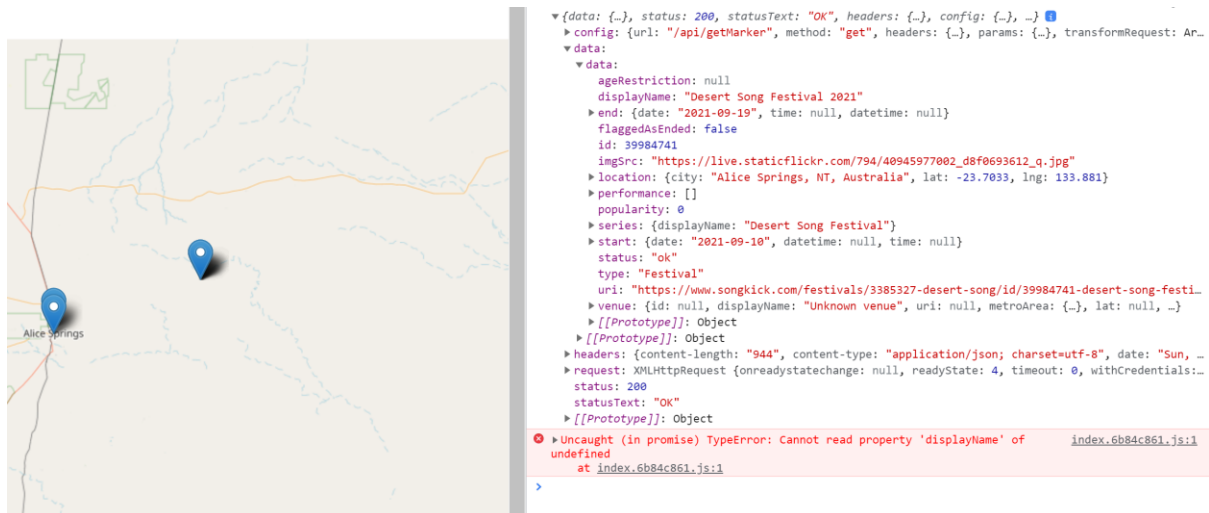 Alice Springs
▼{data: {…}, status: 200, statusText: "OK", headers: {…}, config: {…}, …} i
▶config: {url: "/api/getMarker", method: "get", headers: {…}, params: {…}, transformRequest: Ar…
▼data:
▼data:
ageRestriction: null
displayName: "Desert Song Festival 2021"
▶end: {date: "2021-09-19", time: null, datetime: null}
flaggedAsEnded: false
id: 39984741
imgSrc: "https://live.staticflickr.com/794/40945977002_d8f0693612_q.jpg"
▶location: {city: "Alice Springs, NT, Australia", lat: -23.7033, lng: 133.881}
▶performance: []
popularity: 0
▶series: {displayName: "Desert Song Festival"}
▶start: {date: "2021-09-10", datetime: null, time: null}
status: "ok"
type: "Festival"
uri: "https://www.songkick.com/festivals/3385327-desert-song/id/39984741-desert-song-festi…
▶venue: {id: null, displayName: "Unknown venue", uri: null, metroArea: {…}, lat: null, …}
▶[[Prototype]]: Object
▶[[Prototype]]: Object
▶headers: {content-length: "944", content-type: "application/json; charset=utf-8", date: "Sun, …
▶request: XMLHttpRequest {onreadystatechange: null, readyState: 4, timeout: 0, withCredentials:…
status: 200
statusText: "OK"
▶[[Prototype]]: Object
▶Uncaught (in promise) TypeError: Cannot read property 'displayName' of index.6b84c861.js:1
undefined
at index.6b84c861.js:1